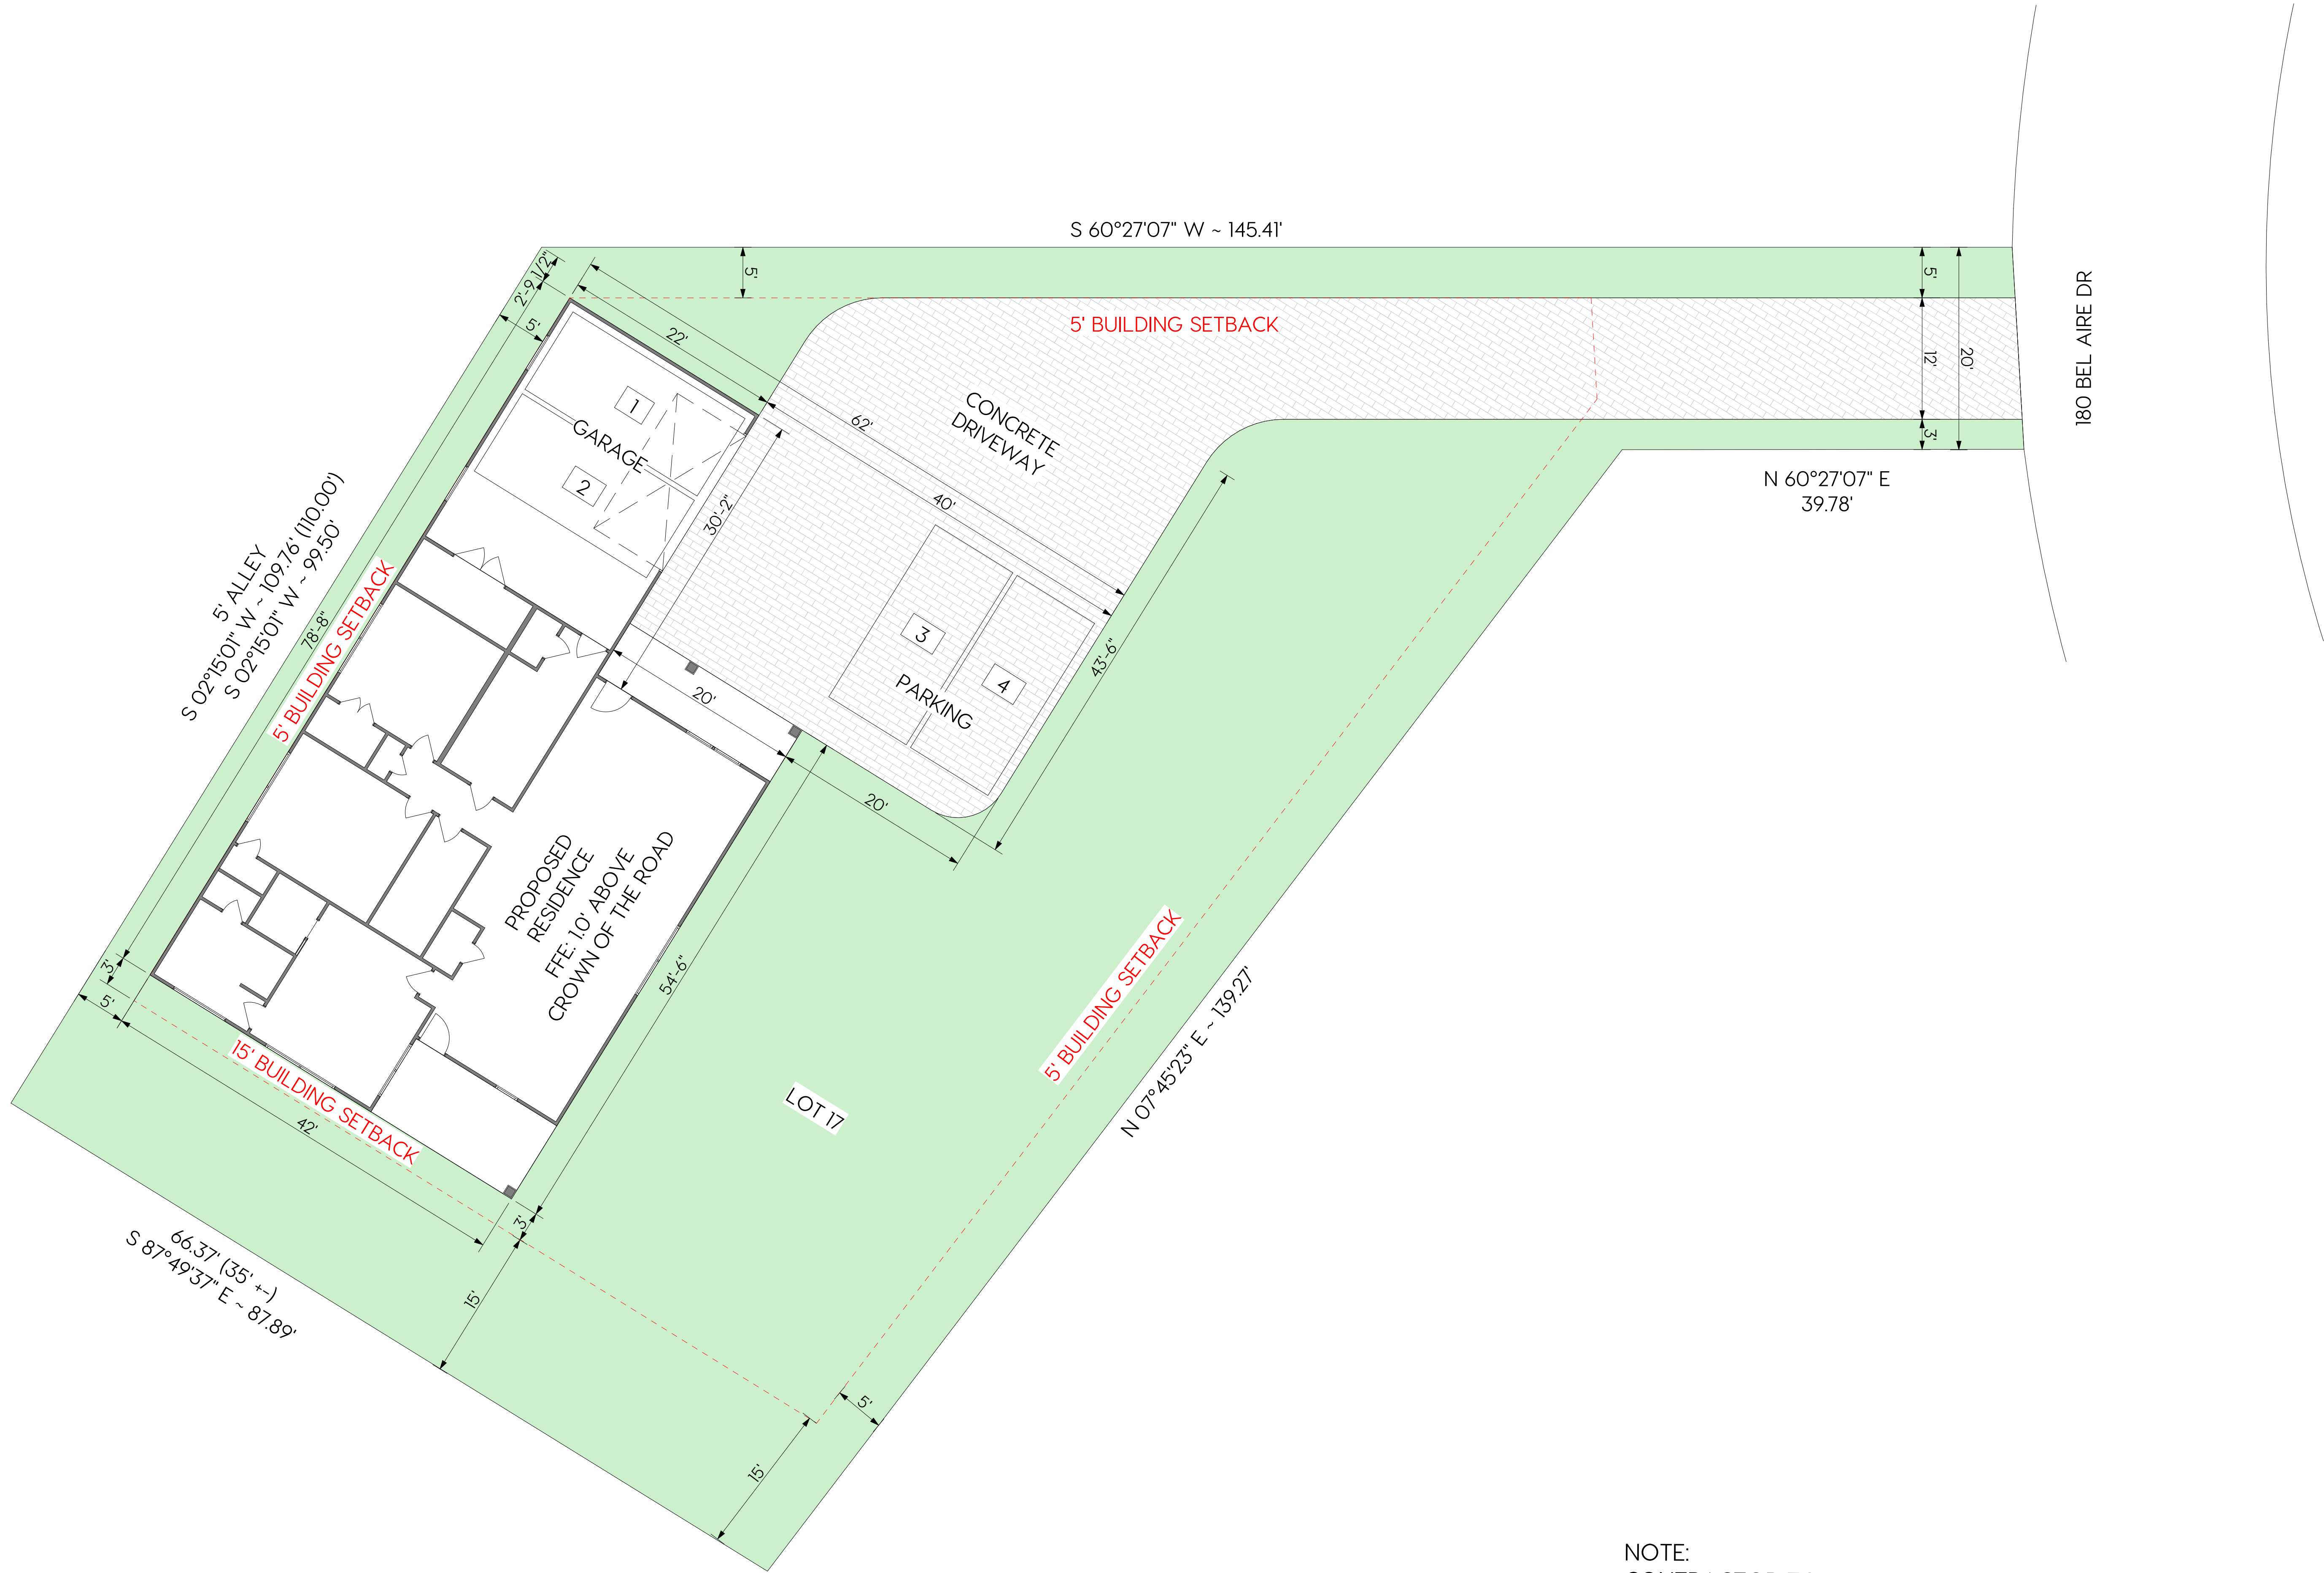 S 60°27'07" W ~ 145.41'
5'
5'
12'
20'
3'
180 BEL AIRE DR
N 60°27'07" E
39.78'
5' BUILDING SETBACK
CONCRETE
DRIVEWAY
2'-9 1/2"
5'
22'
62'
40'
1
GARAGE
2
30'-2"
3
4
PARKING
43'-6"
20'
20'
5' ALLEY
S 02°15'01" W ~ 109.76' (110.00')
S 02°15'01" W ~ 99.50'
78'-8"
5' BUILDING SETBACK
PROPOSED
RESIDENCE
FFE: 1.0' ABOVE
CROWN OF THE ROAD
54'-6"
3'
5'
15' BUILDING SETBACK
42'
3'
15'
66.37' (35' +-)
S 87°49'37" E ~ 87.89'
LOT 17
5' BUILDING SETBACK
N 07°45'23" E ~ 139.27'
5'
15'
NOTE: